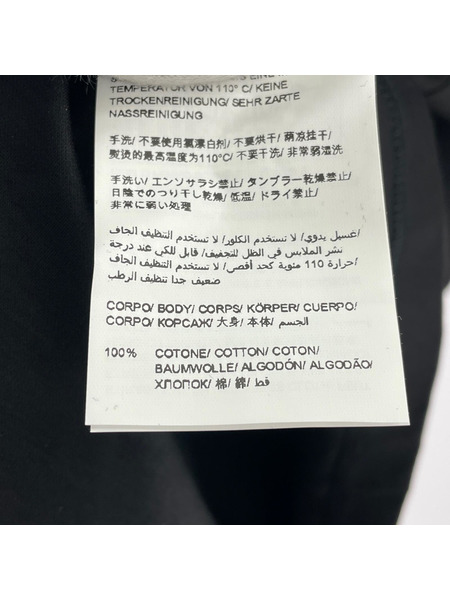 TEMPERATUR VON 110° C/ KEINE
TROCKENREINIGUNG/ SEHR ZARTE
NASSREINIGUNG
手洗/ 不要使用氯漂白剂/ 不要烘干/ 荫凉挂干/
熨烫的最高温度为110°C/ 不要干洗/ 非常弱湿洗
手洗い/ エンソサラシ禁止/ タンブラー乾燥禁止/
日陰でのつり干し乾燥/ 低温/ ドライ禁止/
非常に弱い処理
غسيل يدوي/ لا تستخدم الكلور/ لا تستخدم التنظيف الجاف/
نشر الملابس في الظل للتجفيف/ قابل للكي عند درجة
حرارة 110 مئوية كحد أقصى/ لا تستخدم التنظيف الجاف/
ضعيف جدا تنظيف الرطب
CORPO/ BODY/ CORPS/ KÖRPER/ CUERPO/
CORPO/ КОРСАЖ/ 大身/ 本体/ الجسم
100% COTONE/ COTTON/ COTON/
BAUMWOLLE/ ALGODÓN/ ALGODÃO/
ХЛОПОК/ 棉/ 綿/ قط